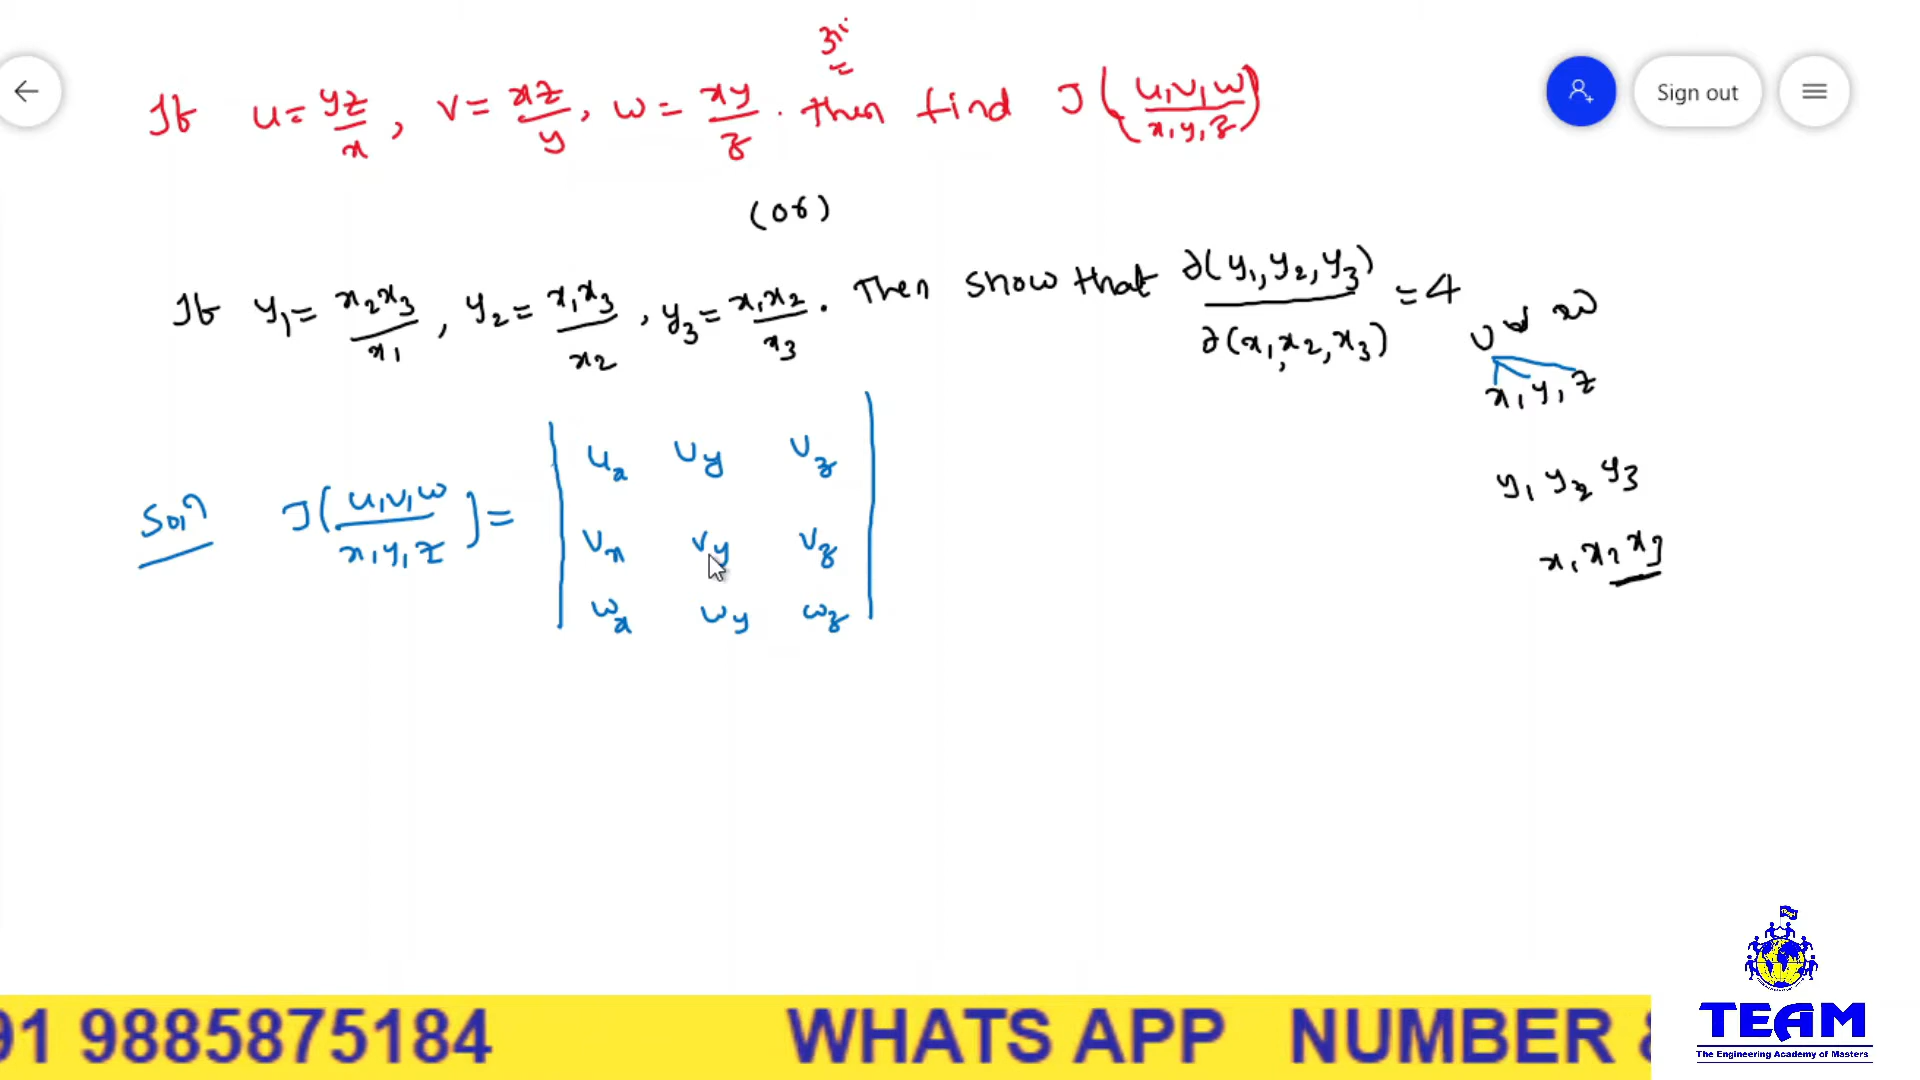 3M
If u = yz/x, v = xz/y, w = xy/z. then find J(u,v,w/x,y,z)
Sign out
(or)
If y₁ = x₂x₃/x₁, y₂ = x₁x₃/x₂, y₃ = x₁x₂/x₃. Then show that ∂(y₁,y₂,y₃)/∂(x₁,x₂,x₃) = 4
u v w
x, y, z
y₁ y₂ y₃
x₁ x₂ x₃
Soln J(u,v,w/x,y,z) =
uₓ u_y u_z
vₓ v_y v_z
wₓ w_y w_z
91 9885875184 WHATS APP NUMBER &
TEAM
The Engineering Academy of Masters